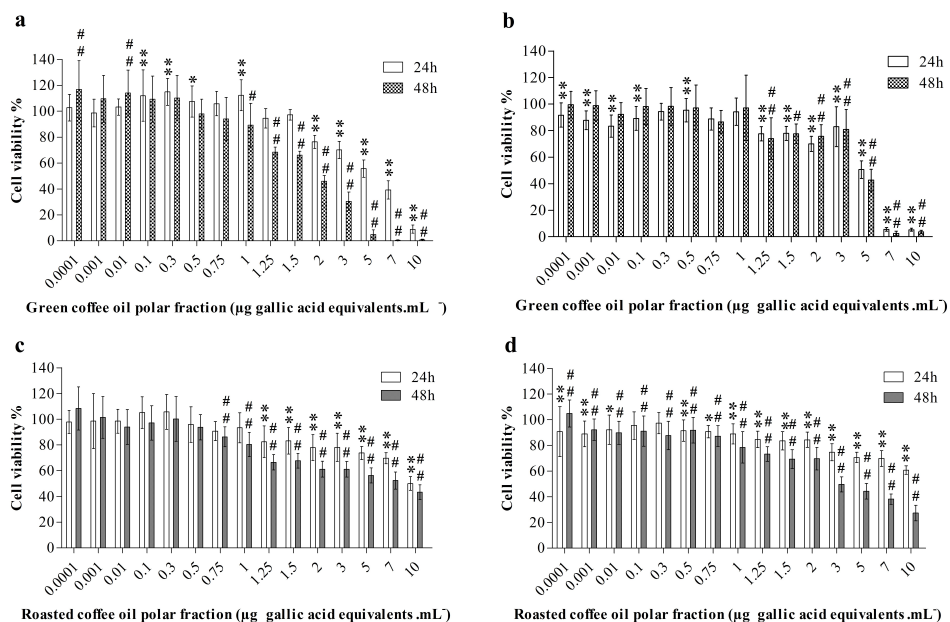 a
140
120
100
80
60
40
20
0
Cell viability %
24h
48h
0.0001 0.001 0.01 0.1 0.3 0.5 0.75 1 1.25 1.5 2 3 5 7 10
Green coffee oil polar fraction (µg gallic acid equivalents.mL ⁻)
b
140
120
100
80
60
40
20
0
Cell viability %
24h
48h
0.0001 0.001 0.01 0.1 0.3 0.5 0.75 1 1.25 1.5 2 3 5 7 10
Green coffee oil polar fraction (µg gallic acid equivalents.mL⁻)
c
140
120
100
80
60
40
20
0
Cell viability %
24h
48h
0.0001 0.001 0.01 0.1 0.3 0.5 0.75 1 1.25 1.5 2 3 5 7 10
Roasted coffee oil polar fraction (µg gallic acid equivalents.mL⁻)
d
140
120
100
80
60
40
20
0
Cell viability %
24h
48h
0.0001 0.001 0.01 0.1 0.3 0.5 0.75 1 1.25 1.5 2 3 5 7 10
Roasted coffee oil polar fraction (µg gallic acid equivalents.mL⁻)